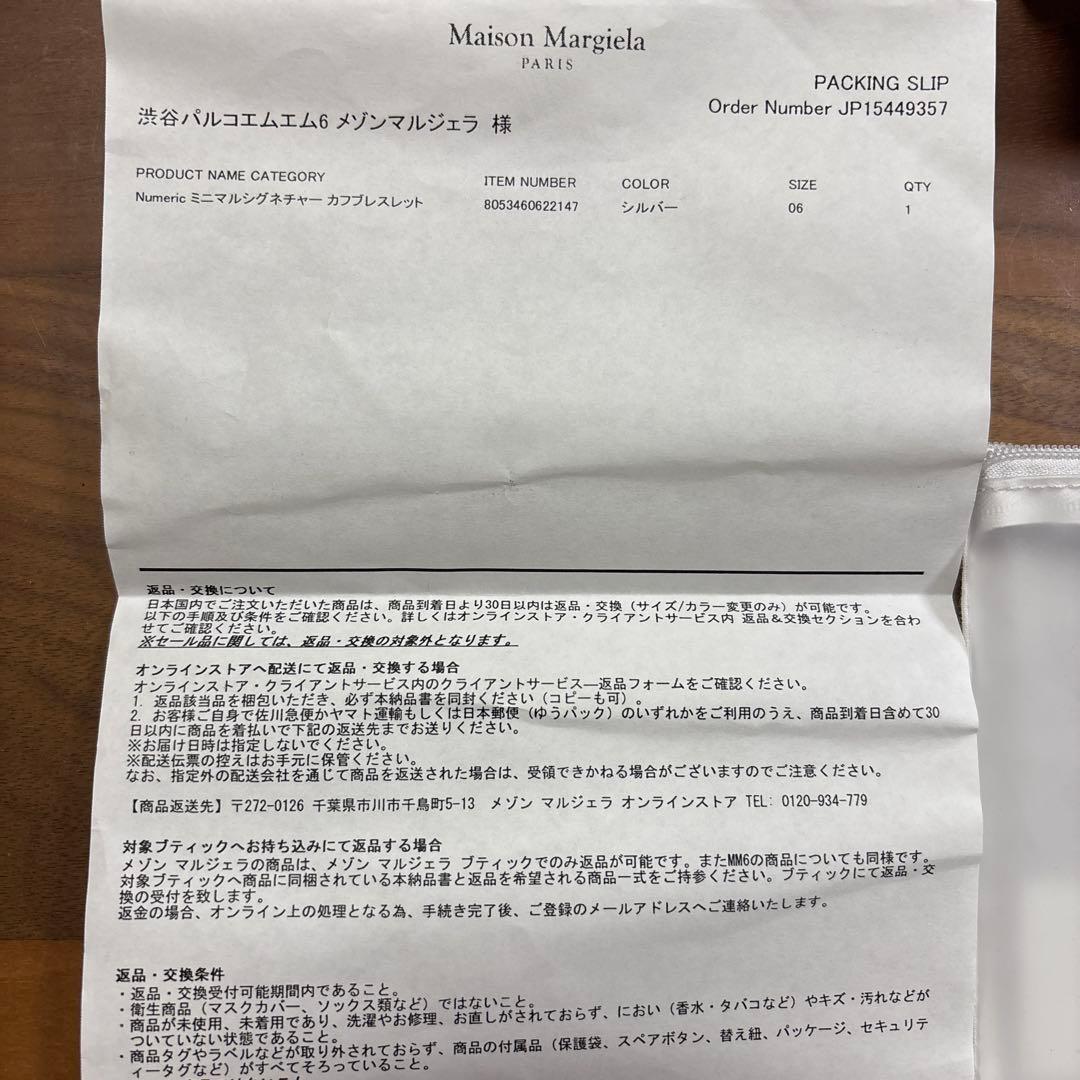 Maison Margiela
PARIS
PACKING SLIP
Order Number JP15449357
渋谷パルコエムエム6 メゾンマルジェラ 様
PRODUCT NAME CATEGORY ITEM NUMBER COLOR SIZE QTY
Numeric ミニマルシグネチャー カフブレスレット 8053460622147 シルバー 06 1
返品・交換について
日本国内でご注文いただいた商品は、商品到着日より30日以内は返品・交換（サイズ/カラー変更のみ）が可能です。
以下の手順及び条件をご確認ください。詳しくはオンラインストア・クライアントサービス内 返品＆交換セクションを合わ
せてご確認ください。
※セール品に関しては、返品・交換の対象外となります。
オンラインストアへ配送にて返品・交換する場合
オンラインストア・クライアントサービス内のクライアントサービス―返品フォームをご確認ください。
1. 返品該当品を梱包いただき、必ず本納品書を同封ください（コピーも可）。
2. お客様ご自身で佐川急便かヤマト運輸もしくは日本郵便（ゆうパック）のいずれかをご利用のうえ、商品到着日含めて30
日以内に商品を着払いで下記の返送先までお送りください。
※お届け日時は指定しないでください。
※配送伝票の控えはお手元に保管ください。
なお、指定外の配送会社を通じて商品を返送された場合は、受領できかねる場合がございますのでご注意ください。
【商品返送先】〒272-0126 千葉県市川市千鳥町5-13 メゾン マルジェラ オンラインストア TEL: 0120-934-779
対象ブティックへお持ち込みにて返品する場合
メゾン マルジェラの商品は、メゾン マルジェラ ブティックでのみ返品が可能です。またMM6の商品についても同様です。
対象ブティックへ商品に同梱されている本納品書と返品を希望される商品一式をご持参ください。ブティックにて返品・交
換の受付を致します。
返金の場合、オンライン上の処理となる為、手続き完了後、ご登録のメールアドレスへご連絡いたします。
返品・交換条件
・返品・交換受付可能期間内であること。
・衛生商品（マスクカバー、ソックス類など）ではないこと。
・商品が未使用、未着用であり、洗濯やお修理、お直しがされておらず、におい（香水・タバコなど）やキズ・汚れなどが
ついていない状態であること。
・商品タグやラベルなどが取り外されておらず、商品の付属品（保護袋、スペアボタン、替え紐、パッケージ、セキュリテ
ィータグなど）がすべてそろっていること。